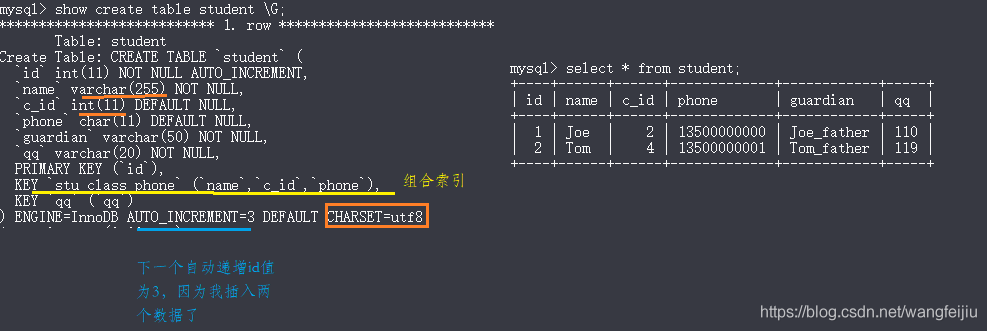 mysql> show create table student \G;
*************************** 1. row ***************************
Table: student
Create Table: CREATE TABLE `student` (
`id` int(11) NOT NULL AUTO_INCREMENT,
`name` varchar(255) NOT NULL,
`c_id` int(11) DEFAULT NULL,
`phone` char(11) DEFAULT NULL,
`guardian` varchar(50) NOT NULL,
`qq` varchar(20) NOT NULL,
PRIMARY KEY (`id`),
KEY `stu_class_phone` (`name`,`c_id`,`phone`),
组合索引
KEY `qq` (`qq`)
) ENGINE=InnoDB AUTO_INCREMENT=3 DEFAULT CHARSET=utf8
下一个自动递增id值
为3，因为我插入两
个数据了
mysql> select * from student;
+----+------+------+-------------+------------+-----+
| id | name | c_id | phone | guardian | qq |
+----+------+------+-------------+------------+-----+
| 1 | Joe | 2 | 13500000000 | Joe_father | 110 |
| 2 | Tom | 4 | 13500000001 | Tom_father | 119 |
+----+------+------+-------------+------------+-----+
https://blog.csdn.net/wangfeijiu